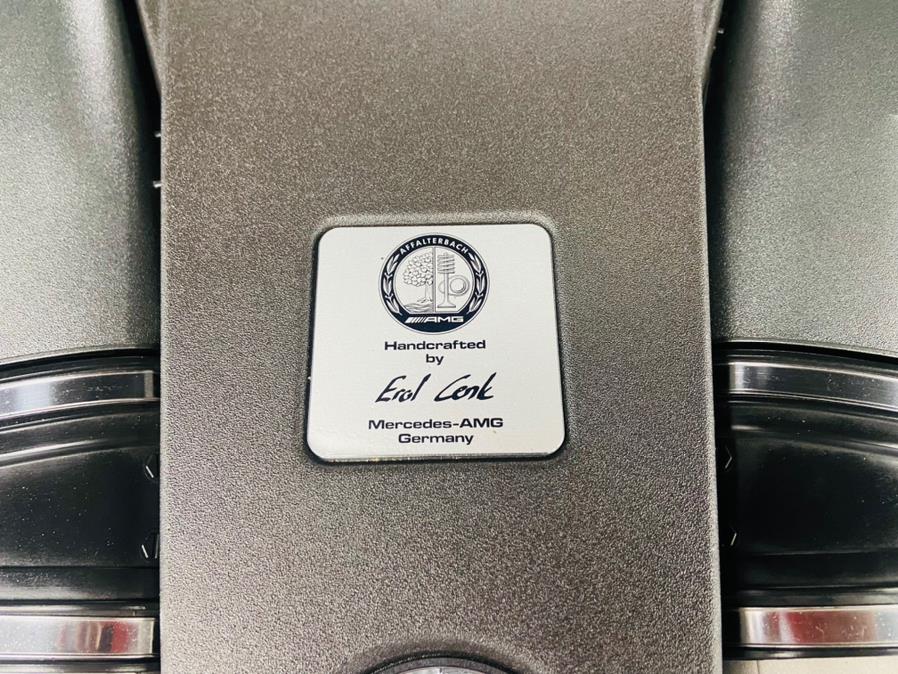 AFFALTERBACH
AMG
Handcrafted
by
Erol Cenk
Mercedes-AMG
Germany